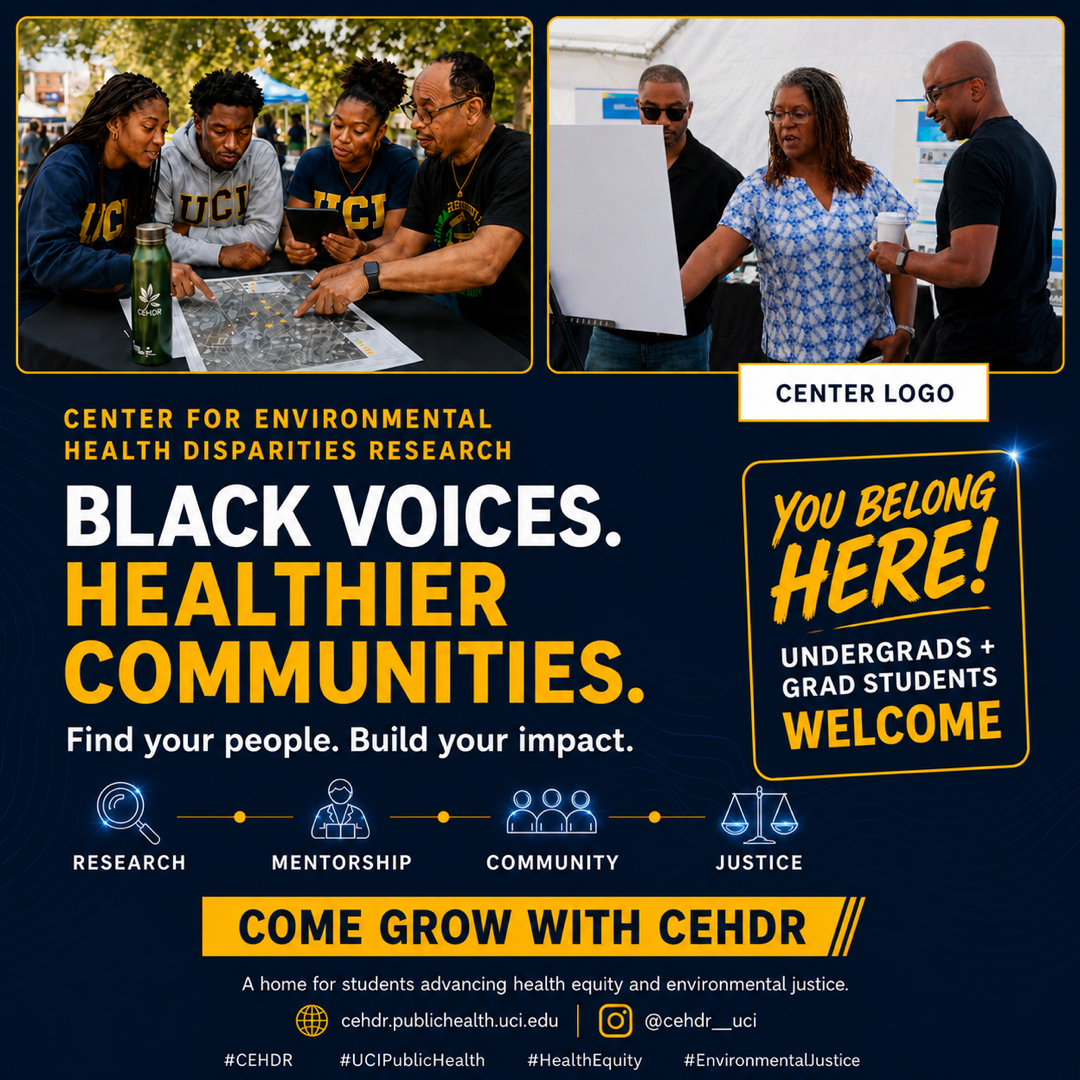 UCI
UCI
UCI
CEHDR
CENTER LOGO
CENTER FOR ENVIRONMENTAL
HEALTH DISPARITIES RESEARCH
BLACK VOICES.
HEALTHIER
COMMUNITIES.
Find your people. Build your impact.
YOU BELONG
HERE!
UNDERGRADS +
GRAD STUDENTS
WELCOME
RESEARCH
MENTORSHIP
COMMUNITY
JUSTICE
COME GROW WITH CEHDR
A home for students advancing health equity and environmental justice.
cehdr.publichealth.uci.edu
@cehdr__uci
#CEHDR #UCIPublicHealth #HealthEquity #EnvironmentalJustice